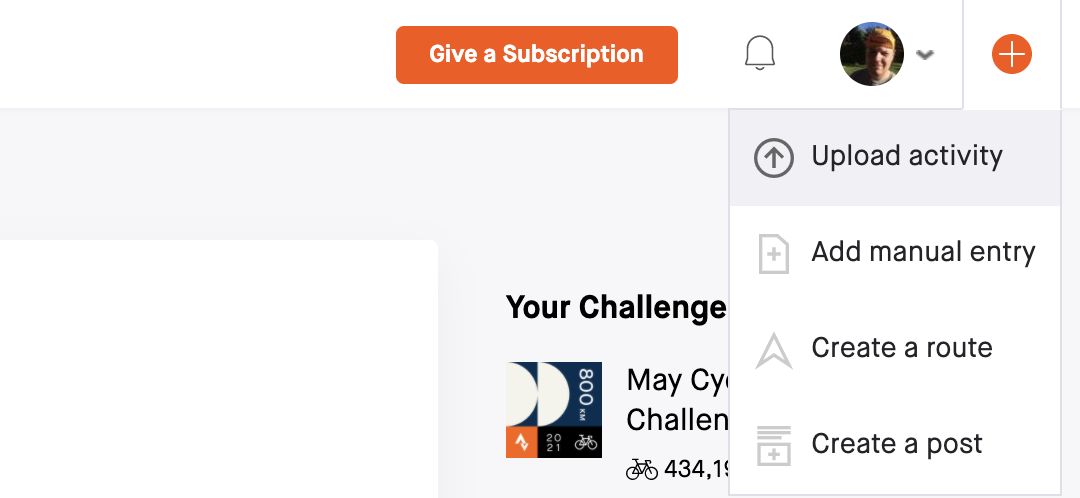 Give a Subscription
Upload activity
Add manual entry
Create a route
Create a post
Your Challenge
800 KM
2021
May Cy
Challen
434,19